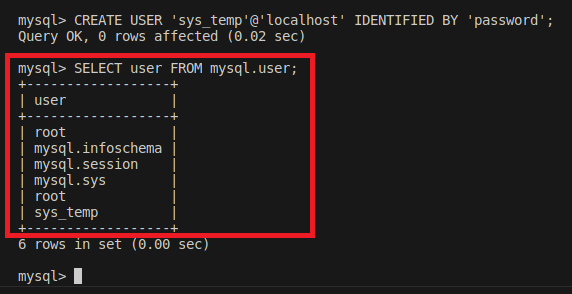 mysql> CREATE USER 'sys_temp'@'localhost' IDENTIFIED BY 'password';
Query OK, 0 rows affected (0.02 sec)
mysql> SELECT user FROM mysql.user;
+------------------+
| user             |
+------------------+
| root             |
| mysql.infoschema |
| mysql.session    |
| mysql.sys        |
| root             |
| sys_temp         |
+------------------+
6 rows in set (0.00 sec)
mysql>